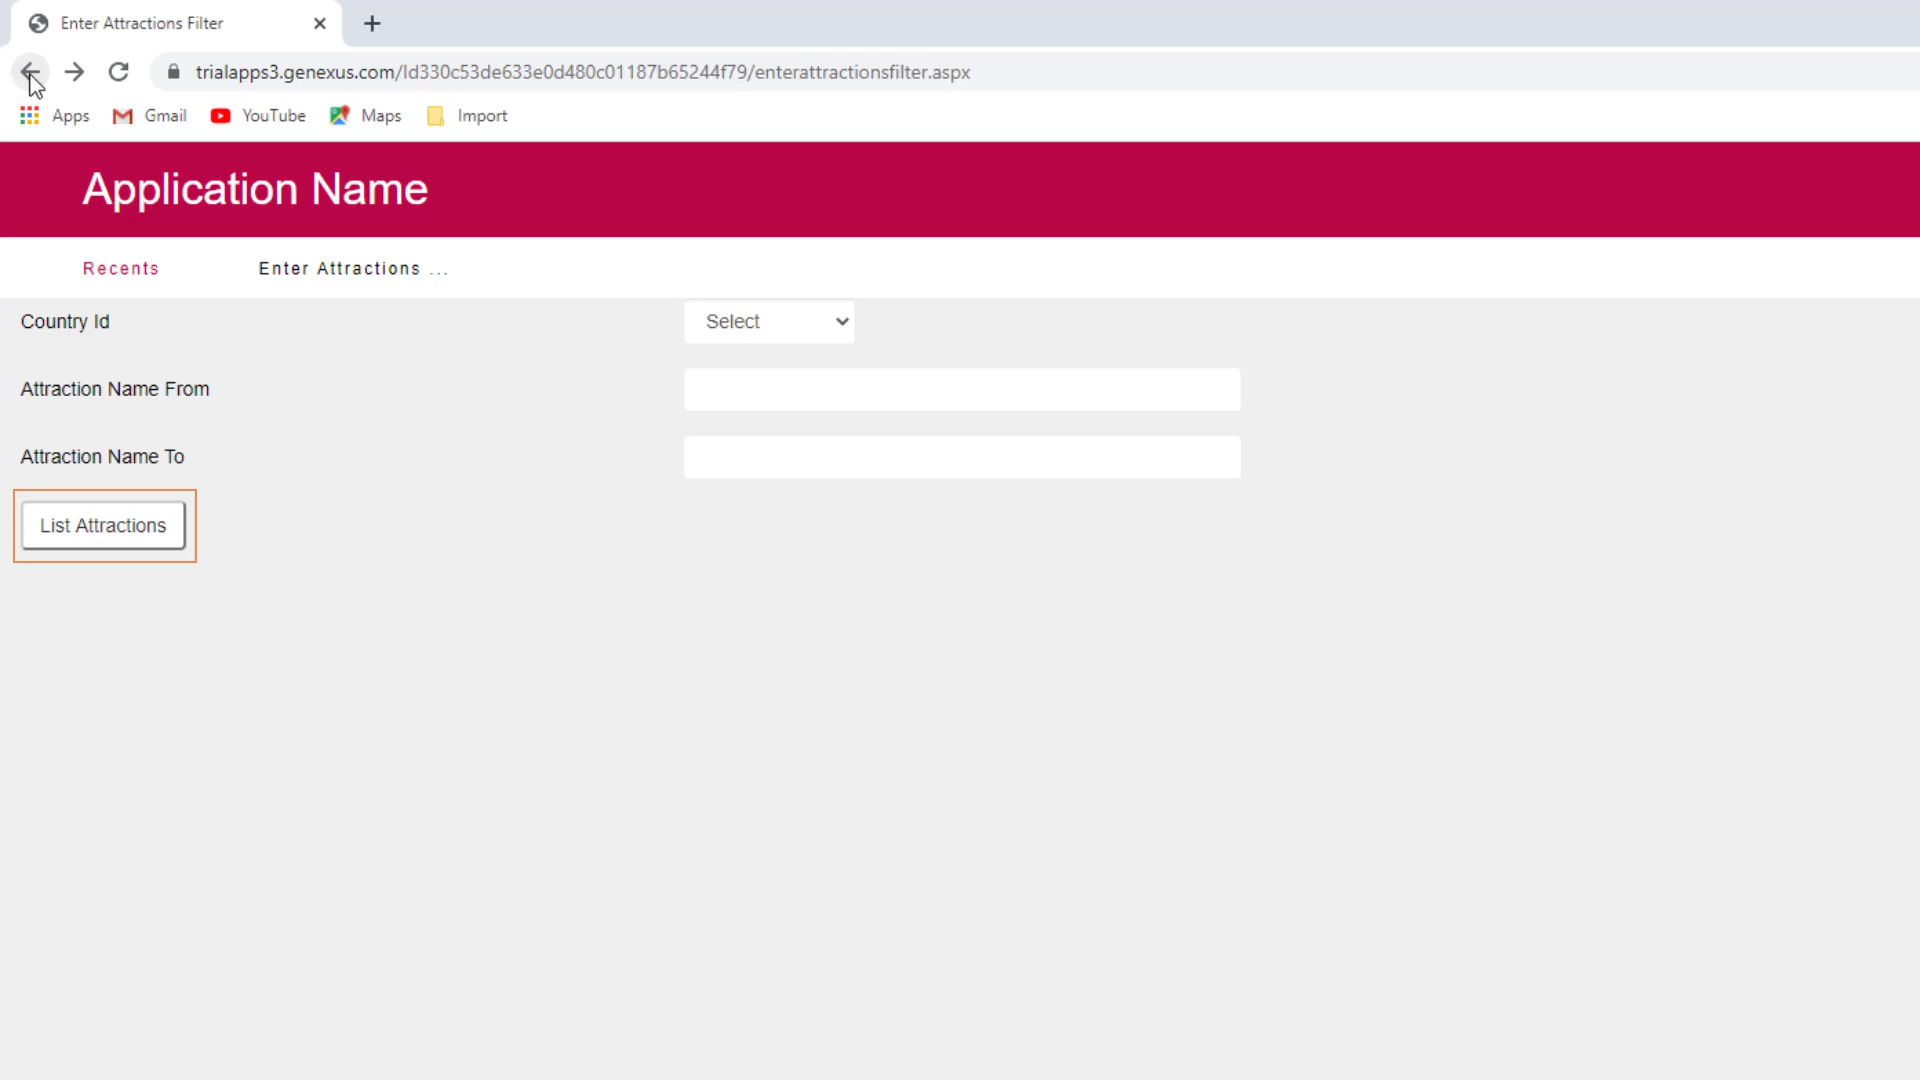 Enter Attractions Filter
trialapps3.genexus.com/Id330c53de633e0d480c01187b65244f79/enterattractionsfilter.aspx
Apps Gmail YouTube Maps Import
Application Name
Recents Enter Attractions ...
Country Id Select
Attraction Name From
Attraction Name To
List Attractions